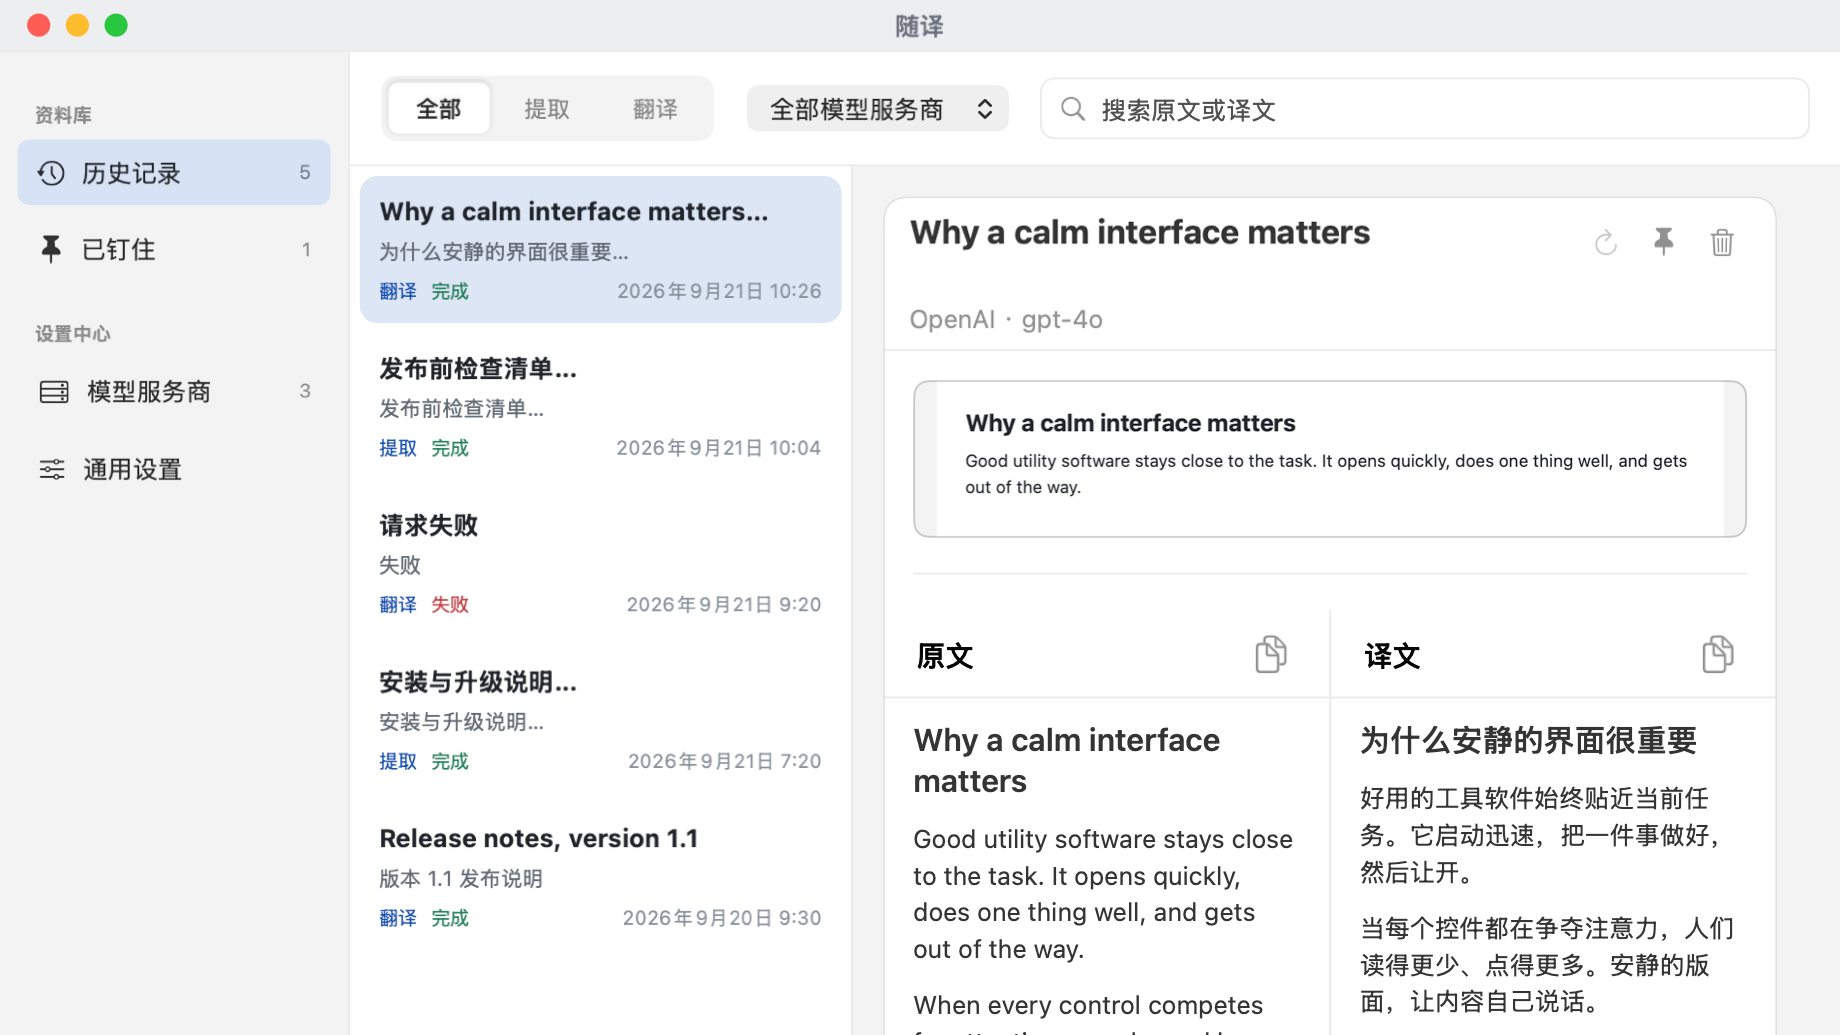 随译
资料库
历史记录 5
已钉住 1
设置中心
模型服务商 3
通用设置
全部 提取 翻译
全部模型服务商
搜索原文或译文
Why a calm interface matters...
为什么安静的界面很重要...
翻译 完成 2026年9月21日 10:26
发布前检查清单...
发布前检查清单...
提取 完成 2026年9月21日 10:04
请求失败
失败
翻译 失败 2026年9月21日 9:20
安装与升级说明...
安装与升级说明...
提取 完成 2026年9月21日 7:20
Release notes, version 1.1
版本 1.1 发布说明
翻译 完成 2026年9月20日 9:30
Why a calm interface matters
OpenAI · gpt-4o
Why a calm interface matters
Good utility software stays close to the task. It opens quickly, does one thing well, and gets
out of the way.
原文
Why a calm interface
matters
Good utility software stays close
to the task. It opens quickly,
does one thing well, and gets
out of the way.
When every control competes
译文
为什么安静的界面很重要
好用的工具软件始终贴近当前任
务。它启动迅速，把一件事做好，
然后让开。
当每个控件都在争夺注意力，人们
读得更少、点得更多。安静的版
面，让内容自己说话。